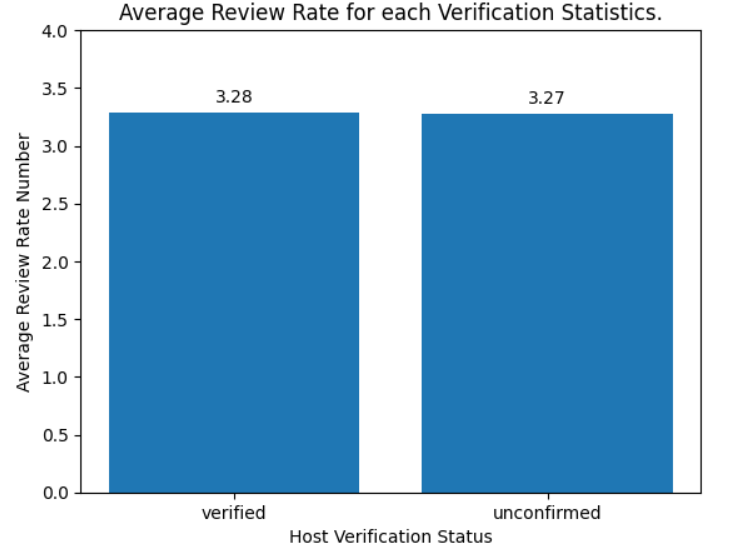 Average Review Rate for each Verification Statistics.
4.0
3.5
3.0
2.5
2.0
1.5
1.0
0.5
0.0
Average Review Rate Number
3.28
3.27
verified
unconfirmed
Host Verification Status